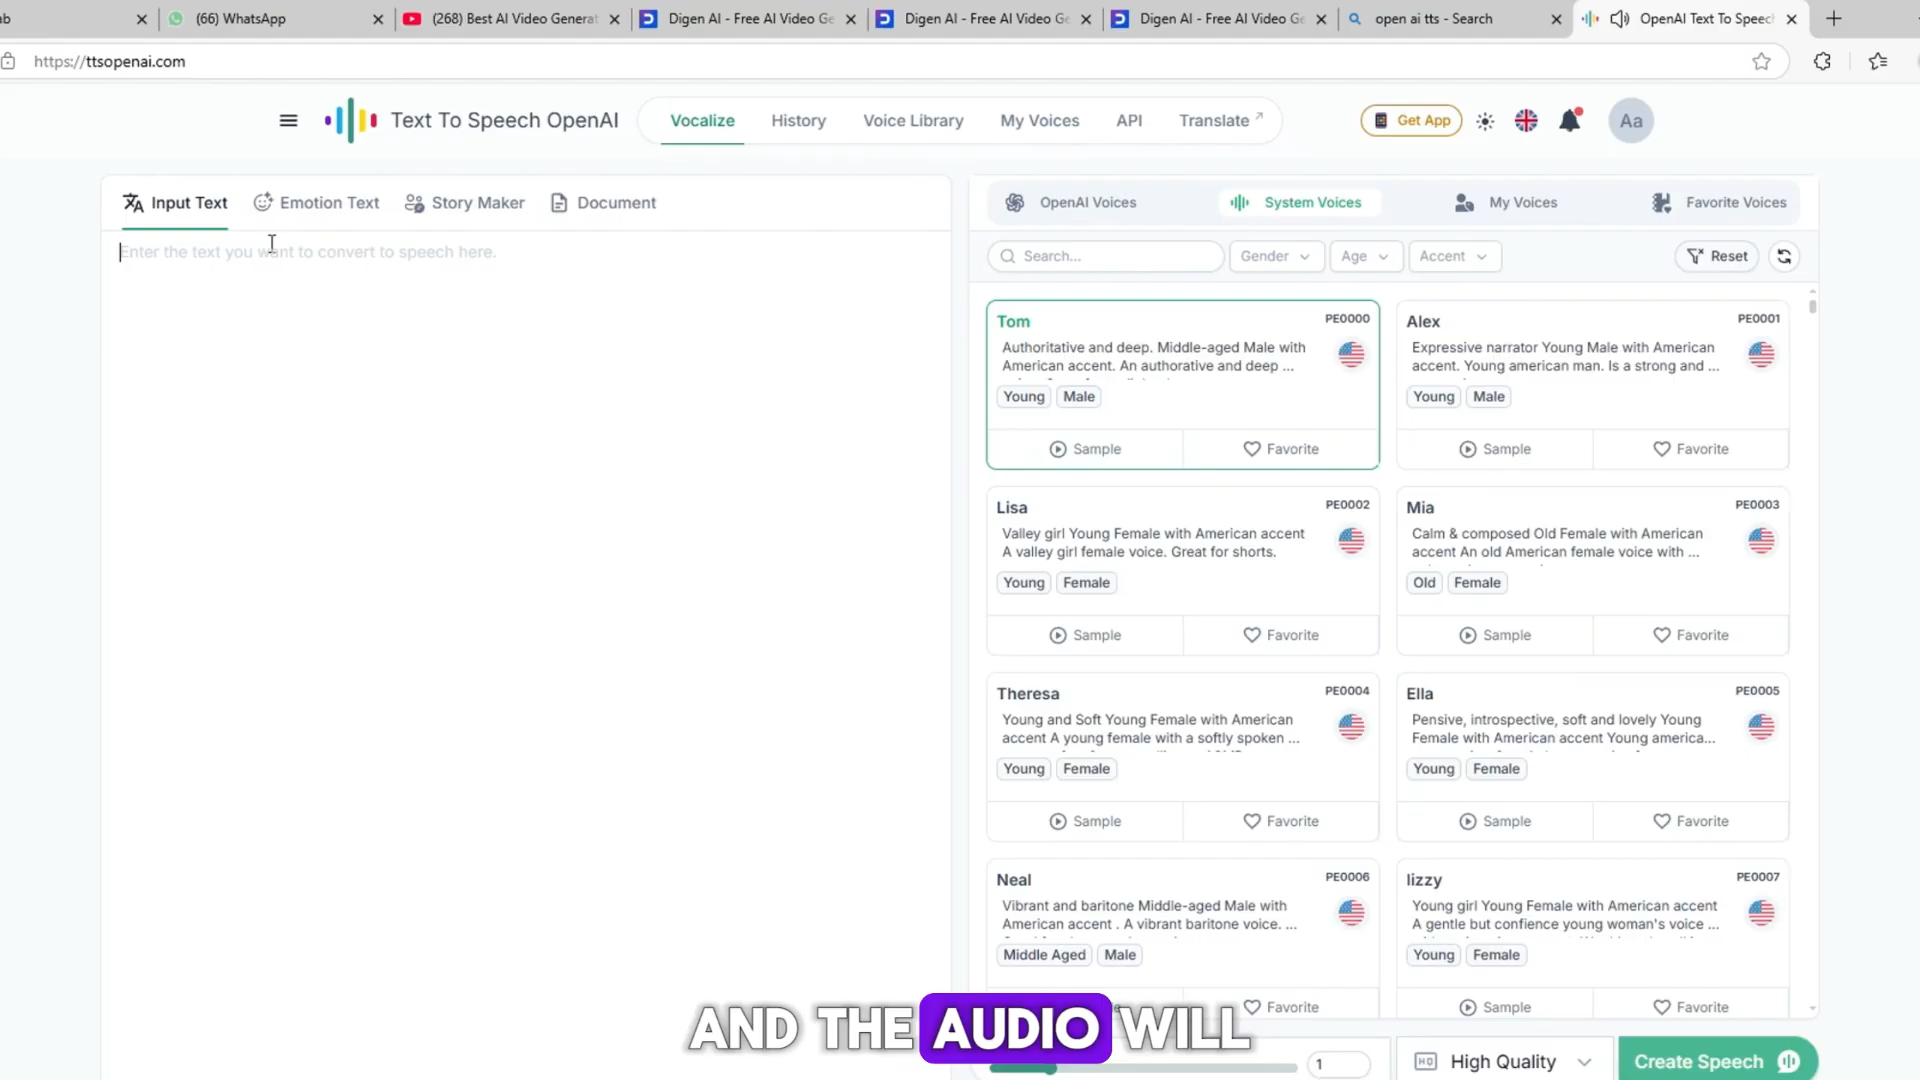 ab
(66) WhatsApp
(268) Best AI Video Generat
Digen AI - Free AI Video Ge
Digen AI - Free AI Video Ge
Digen AI - Free AI Video Ge
open ai tts - Search
OpenAI Text To Speec
https://ttsopenai.com
Text To Speech OpenAI
Vocalize
History
Voice Library
My Voices
API
Translate
Get App
Aa
Input Text
Emotion Text
Story Maker
Document
OpenAI Voices
System Voices
My Voices
Favorite Voices
Enter the text you want to convert to speech here.
Search...
Gender
Age
Accent
Reset
Tom
PE0000
Authoritative and deep. Middle-aged Male with
American accent. An authorative and deep ...
Young
Male
Sample
Favorite
Alex
PE0001
Expressive narrator Young Male with American
accent. Young american man. Is a strong and ...
Young
Male
Sample
Favorite
Lisa
PE0002
Valley girl Young Female with American accent
A valley girl female voice. Great for shorts.
Young
Female
Sample
Favorite
Mia
PE0003
Calm & composed Old Female with American
accent An old American female voice with ...
Old
Female
Sample
Favorite
Theresa
PE0004
Young and Soft Young Female with American
accent A young female with a softly spoken ...
Young
Female
Sample
Favorite
Ella
PE0005
Pensive, introspective, soft and lovely Young
Female with American accent Young america...
Young
Female
Sample
Favorite
Neal
PE0006
Vibrant and baritone Middle-aged Male with
American accent . A vibrant baritone voice. ...
Middle Aged
Male
Favorite
lizzy
PE0007
Young girl Young Female with American accent
A gentle but confience young woman's voice ...
Young
Female
Sample
Favorite
AND THE AUDIO WILL
1
HQ High Quality
Create Speech